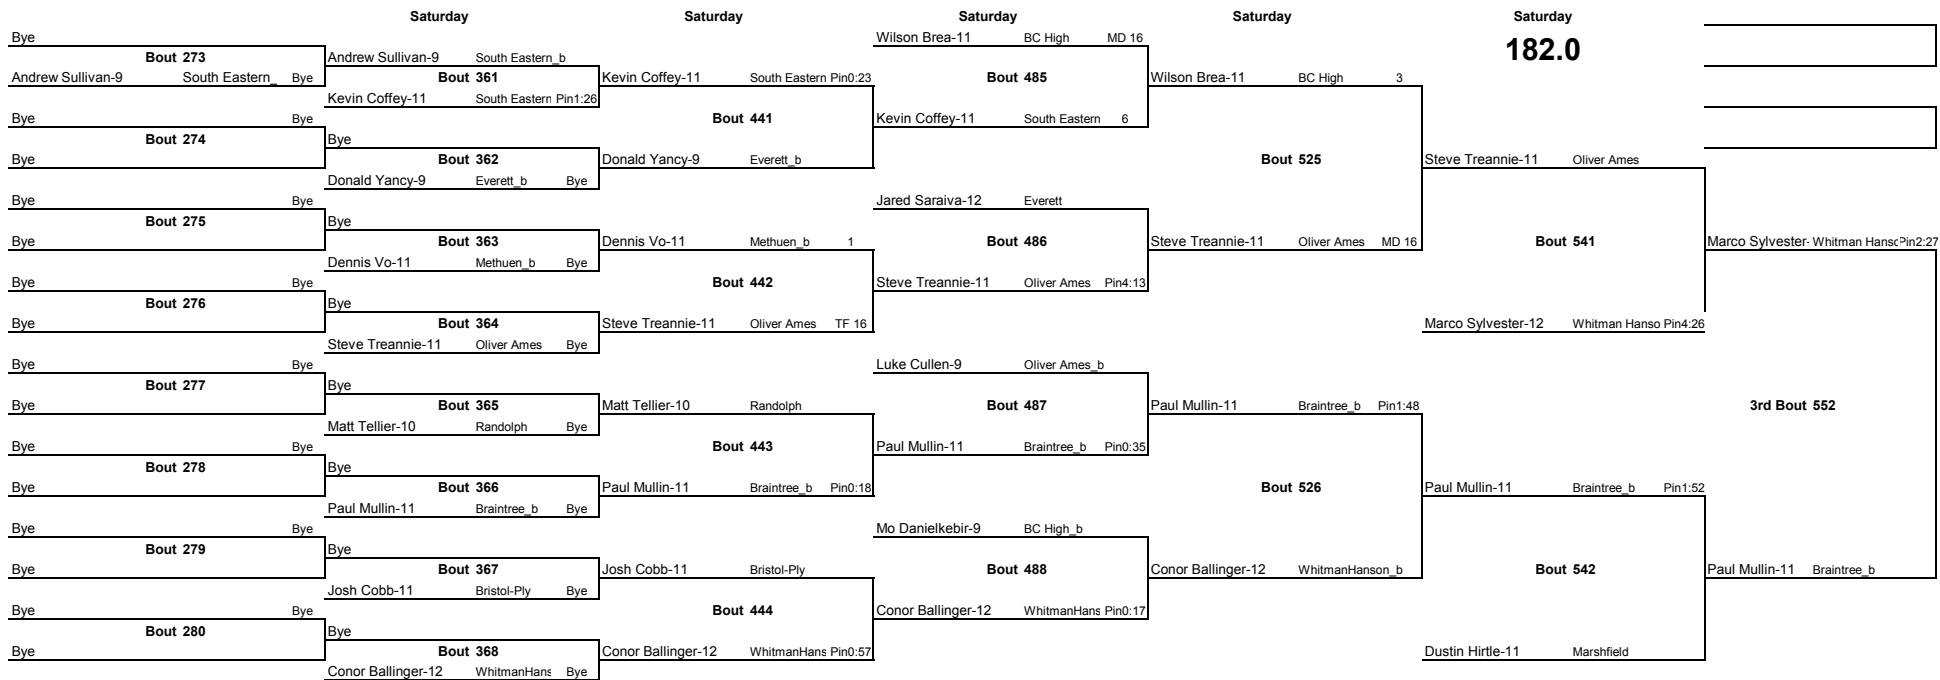 Saturday Saturday Saturday Saturday Saturday
Bye Wilson Brea-11 BC High MD 16
182.0
Bout 273 Andrew Sullivan-9 South Eastern_b
Andrew Sullivan-9 South Eastern_ Bye Bout 361 Kevin Coffey-11 South Eastern Pin0:23 Bout 485 Wilson Brea-11 BC High 3
Kevin Coffey-11 South Eastern Pin1:26
Bye Bye Bout 441 Kevin Coffey-11 South Eastern 6
Bout 274 Bye
Bye Bout 362 Donald Yancy-9 Everett_b Bout 525 Steve Treannie-11 Oliver Ames
Donald Yancy-9 Everett_b Bye
Bye Bye Jared Saraiva-12 Everett
Bout 275 Bye
Bye Bout 363 Dennis Vo-11 Methuen_b 1 Bout 486 Steve Treannie-11 Oliver Ames MD 16 Bout 541 Marco Sylvester- Whitman Hansc Pin2:27
Dennis Vo-11 Methuen_b Bye
Bye Bye Bout 442 Steve Treannie-11 Oliver Ames Pin4:13
Bout 276 Bye
Bye Bout 364 Steve Treannie-11 Oliver Ames TF 16 Marco Sylvester-12 Whitman Hanso Pin4:26
Steve Treannie-11 Oliver Ames Bye
Bye Bye Luke Cullen-9 Oliver Ames_b
Bout 277 Bye
Bye Bout 365 Matt Tellier-10 Randolph Bout 487 Paul Mullin-11 Braintree_b Pin1:48 3rd Bout 552
Matt Tellier-10 Randolph Bye
Bye Bye Bout 443 Paul Mullin-11 Braintree_b Pin0:35
Bout 278 Bye
Bye Bout 366 Paul Mullin-11 Braintree_b Pin0:18 Bout 526 Paul Mullin-11 Braintree_b Pin1:52
Paul Mullin-11 Braintree_b Bye
Bye Bye Mo Danielkebir-9 BC High_b
Bout 279 Bye
Bye Bout 367 Josh Cobb-11 Bristol-Ply Bout 488 Conor Ballinger-12 WhitmanHanson_b Bout 542 Paul Mullin-11 Braintree_b
Josh Cobb-11 Bristol-Ply Bye
Bye Bye Bout 444 Conor Ballinger-12 WhitmanHans Pin0:17
Bout 280 Bye
Bye Bout 368 Conor Ballinger-12 WhitmanHans Pin0:57 Dustin Hirtle-11 Marshfield
Conor Ballinger-12 WhitmanHans Bye